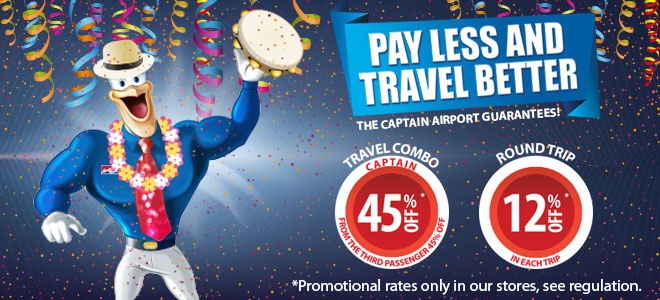 PAY LESS AND
TRAVEL BETTER
THE CAPTAIN AIRPORT GUARANTEES!
TRAVEL COMBO
CAPTAIN
45% OFF*
FROM THE THIRD PASSENGER 45% OFF
ROUND TRIP
12% OFF*
IN EACH TRIP
*Promotional rates only in our stores, see regulation.